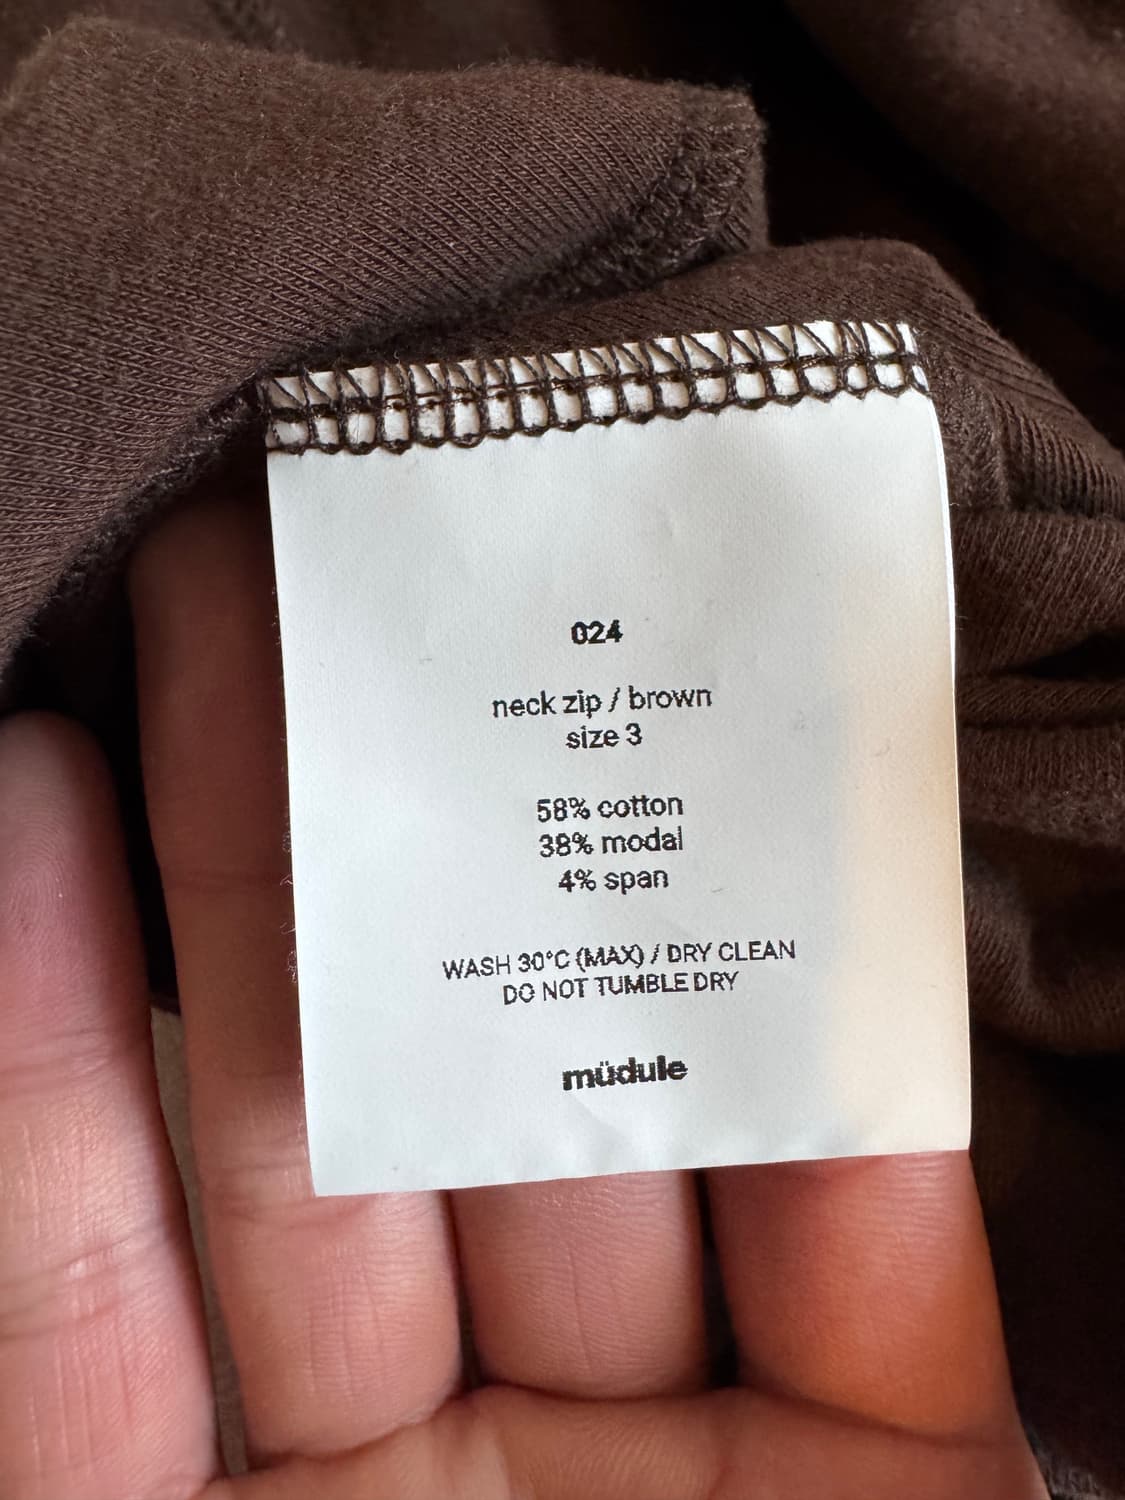 024
neck zip / brown
size 3
58% cotton
38% modal
4% span
WASH 30°C (MAX) / DRY CLEAN
DO NOT TUMBLE DRY
müdule